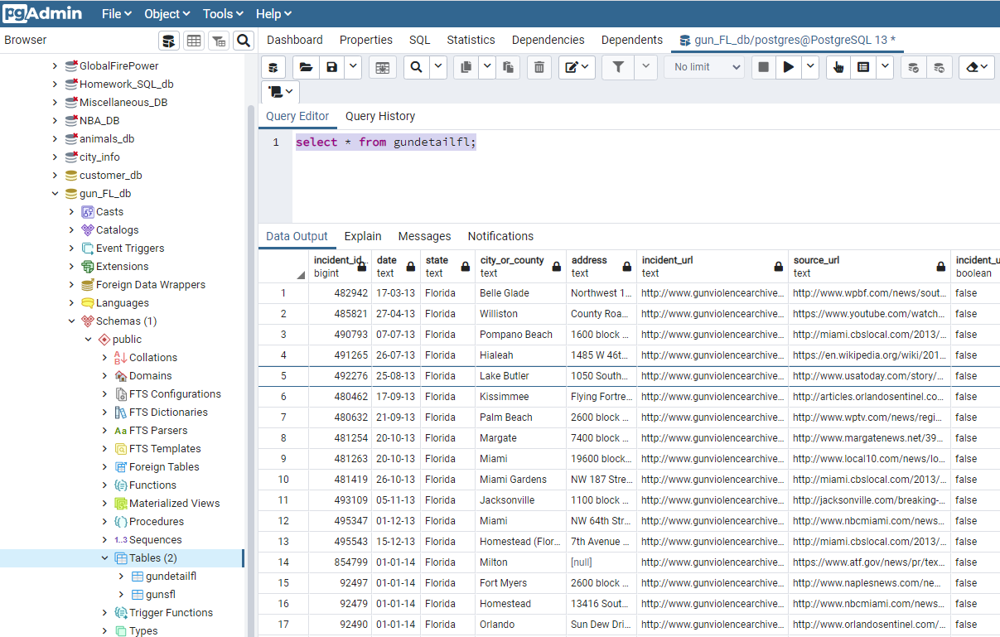 pgAdmin File Object Tools Help
Browser
Dashboard Properties SQL Statistics Dependencies Dependents gun_FL_db/postgres@PostgreSQL 13 *
No limit
GlobalFirePower
Homework_SQL_db
Miscellaneous_DB
NBA_DB
animals_db
city_info
customer_db
gun_FL_db
Casts
Catalogs
Event Triggers
Extensions
Foreign Data Wrappers
Languages
Schemas (1)
public
Collations
Domains
FTS Configurations
FTS Dictionaries
Aa FTS Parsers
FTS Templates
Foreign Tables
Functions
Materialized Views
Procedures
1..3 Sequences
Tables (2)
gundetailfl
gunsfl
Trigger Functions
Types
Query Editor Query History
1 select * from gundetailfl;
Data Output Explain Messages Notifications
incident_id... date state city_or_county address incident_url source_url incident_u
bigint text text text text text text boolean
1 482942 17-03-13 Florida Belle Glade Northwest 1... http://www.gunviolencearchive... http://www.wpbf.com/news/sout... false
2 485821 27-04-13 Florida Williston County Roa... http://www.gunviolencearchive... https://www.youtube.com/watch... false
3 490793 07-07-13 Florida Pompano Beach 1600 block ... http://www.gunviolencearchive... http://miami.cbslocal.com/2013/... false
4 491265 26-07-13 Florida Hialeah 1485 W 46t... http://www.gunviolencearchive... https://en.wikipedia.org/wiki/201... false
5 492276 25-08-13 Florida Lake Butler 1050 South... http://www.gunviolencearchive... http://www.usatoday.com/story/... false
6 480462 17-09-13 Florida Kissimmee Flying Fortre... http://www.gunviolencearchive... http://articles.orlandosentinel.co... false
7 480632 21-09-13 Florida Palm Beach 2600 block ... http://www.gunviolencearchive... http://www.wptv.com/news/regi... false
8 481254 20-10-13 Florida Margate 7400 block ... http://www.gunviolencearchive... http://www.margatenews.net/39... false
9 481263 20-10-13 Florida Miami 19600 block... http://www.gunviolencearchive... http://www.local10.com/news/lo... false
10 481419 26-10-13 Florida Miami Gardens NW 187 Stre... http://www.gunviolencearchive... http://miami.cbslocal.com/2013/... false
11 493109 05-11-13 Florida Jacksonville 1100 block ... http://www.gunviolencearchive... http://jacksonville.com/breaking-... false
12 495347 01-12-13 Florida Miami NW 64th Str... http://www.gunviolencearchive... http://www.nbcmiami.com/news... false
13 495543 15-12-13 Florida Homestead (Flor... 7th Avenue ... http://www.gunviolencearchive... http://miami.cbslocal.com/2013/... false
14 854799 01-01-14 Florida Milton [null] http://www.gunviolencearchive... https://www.atf.gov/news/pr/tex... false
15 92497 01-01-14 Florida Fort Myers 2600 block ... http://www.gunviolencearchive... http://www.naplesnews.com/ne... false
16 92479 01-01-14 Florida Homestead 13416 Sout... http://www.gunviolencearchive... http://www.nbcmiami.com/news... false
17 92490 01-01-14 Florida Orlando Sun Dew Dri... http://www.gunviolencearchive... http://www.orlandosentinel.com/... false